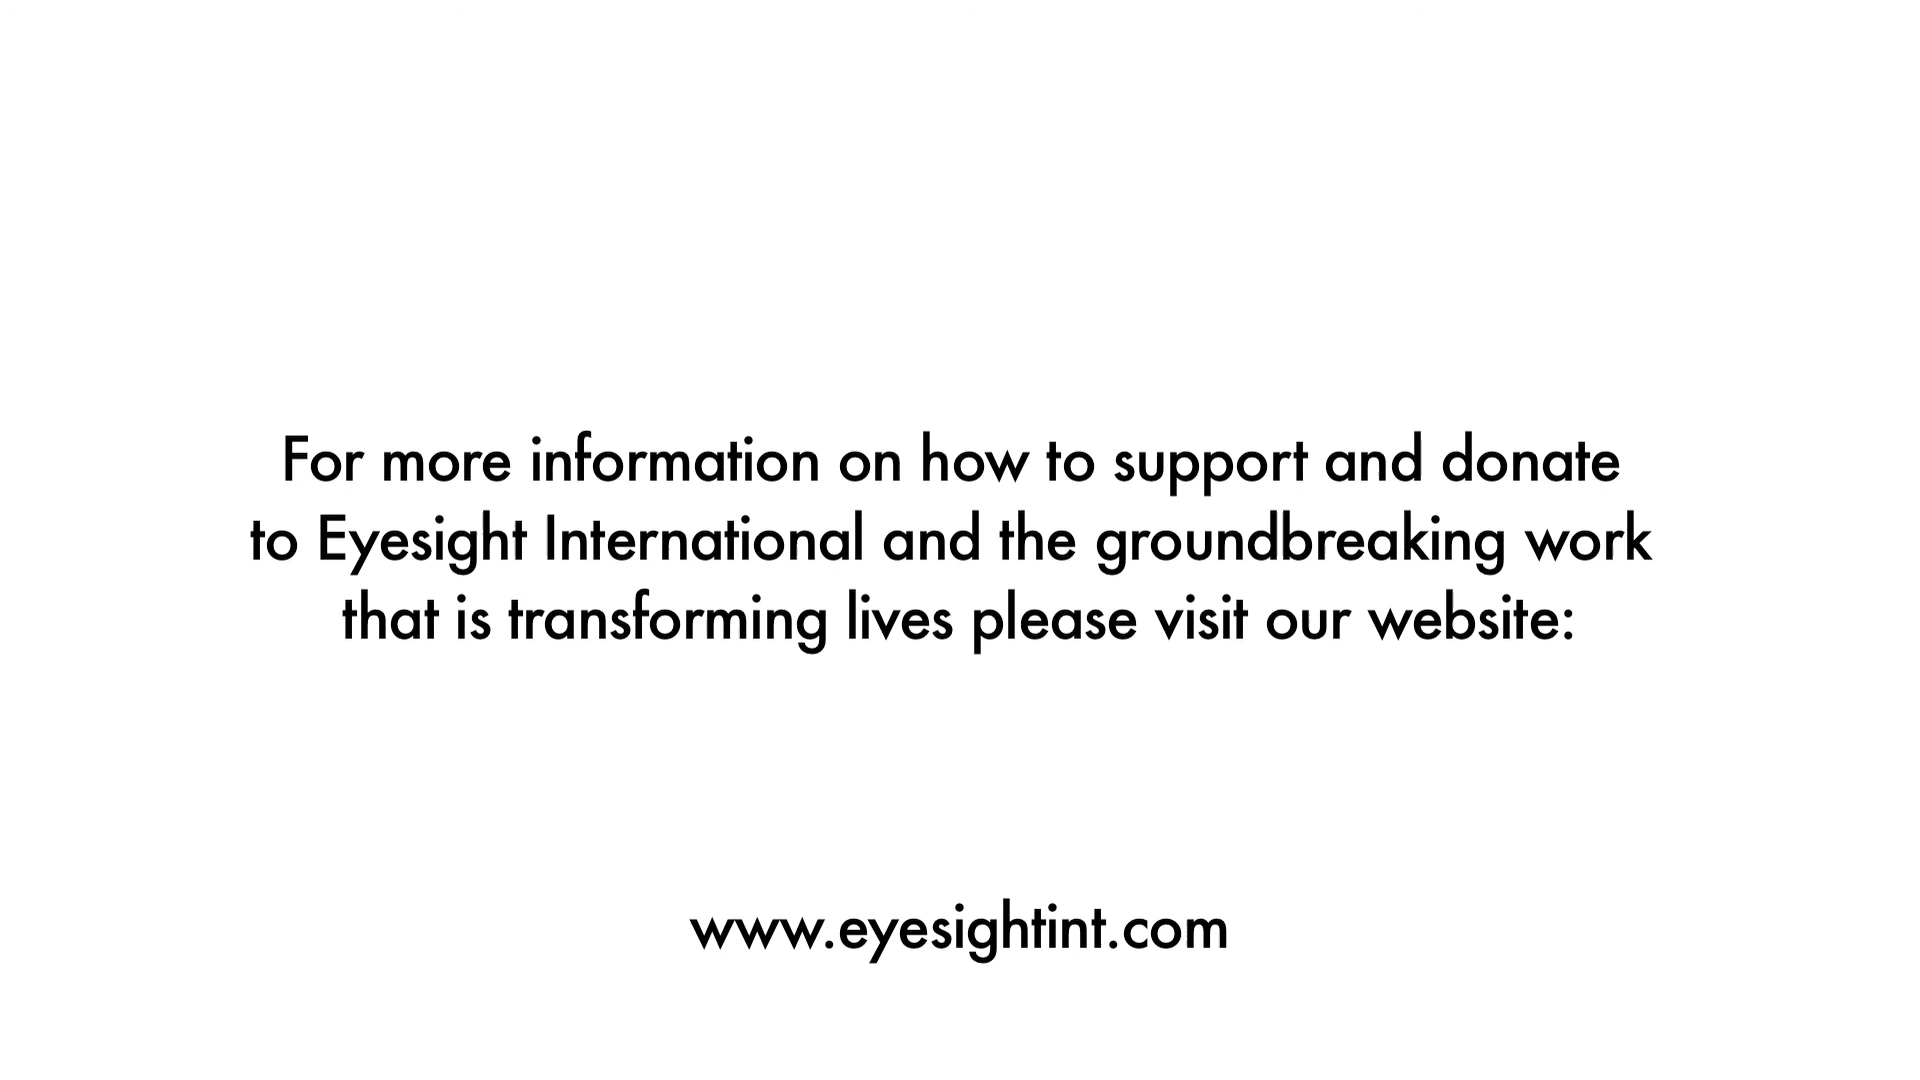 For more information on how to support and donate
to Eyesight International and the groundbreaking work
that is transforming lives please visit our website:
www.eyesightint.com